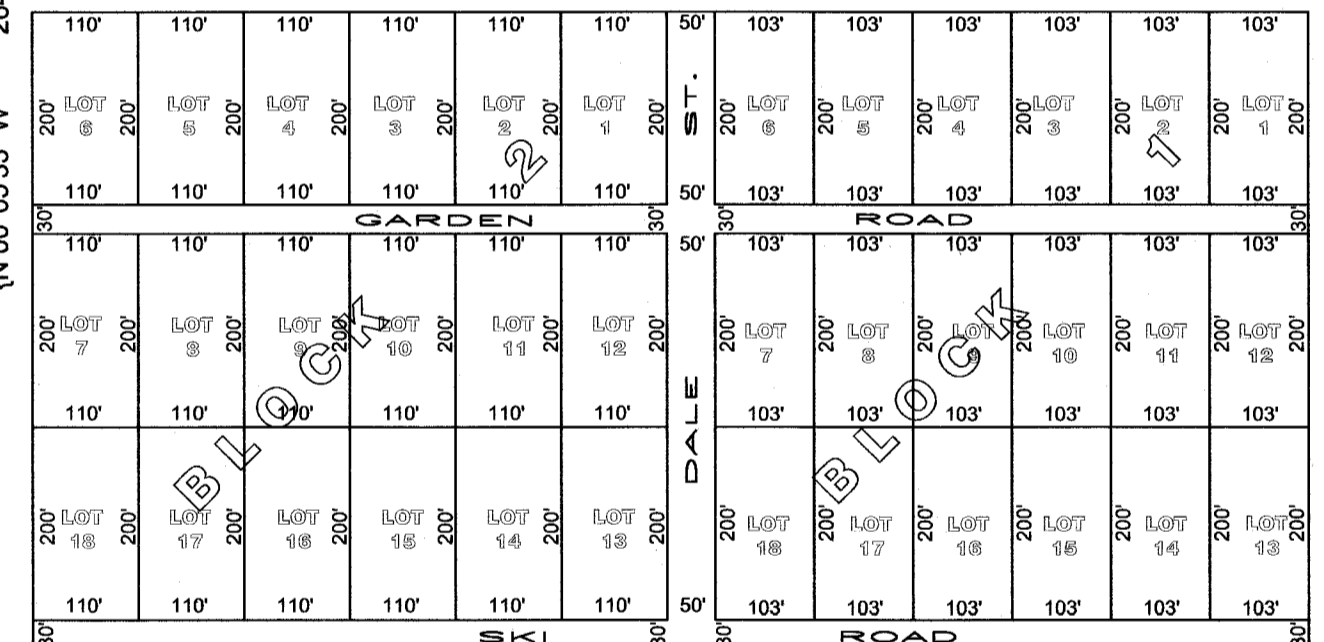 110' 110' 110' 110' 110' 110' 50' 103' 103' 103' 103' 103' 103'
200' LOT 6 200' LOT 5 200' LOT 4 200' LOT 3 200' LOT 2 200' LOT 1 200' ST. LOT 6 200' LOT 5 200' LOT 4 200' LOT 3 200' LOT 2 200' LOT 1 200'
2 1
110' 110' 110' 110' 110' 110' 50' 103' 103' 103' 103' 103' 103'
30' GARDEN 30' 30' ROAD 30'
110' 110' 110' 110' 110' 110' 50' 103' 103' 103' 103' 103' 103'
200' LOT 7 200' LOT 8 200' LOT 9 200' LOT 10 LOT 11 200' LOT 12 200' LOT 7 200' LOT 8 200' LOT 9 200' LOT 10 200' LOT 11 200' LOT 12 200'
110' 110' 110' 110' 110' 110' 103' 103' 103' 103' 103' 103'
BLOCK DALE BLOCK
200' LOT 18 200' LOT 17 200' LOT 16 200' LOT 15 200' LOT 14 200' LOT 13 200' LOT 18 200' LOT 17 200' LOT 16 200' LOT 15 200' LOT 14 200' LOT 13 200'
110' 110' 110' 110' 110' 110' 50' 103' 103' 103' 103' 103' 103'
30' SKI 30' 30' ROAD 30'